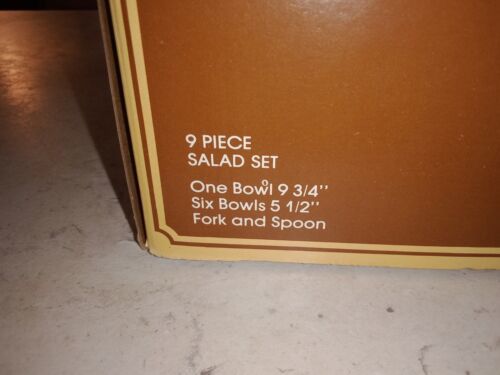 9 PIECE
SALAD SET
One Bowl 9 3/4''
Six Bowls 5 1/2''
Fork and Spoon